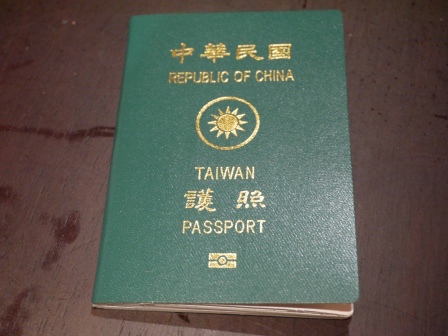 中華民國
REPUBLIC OF CHINA
TAIWAN
護照
PASSPORT